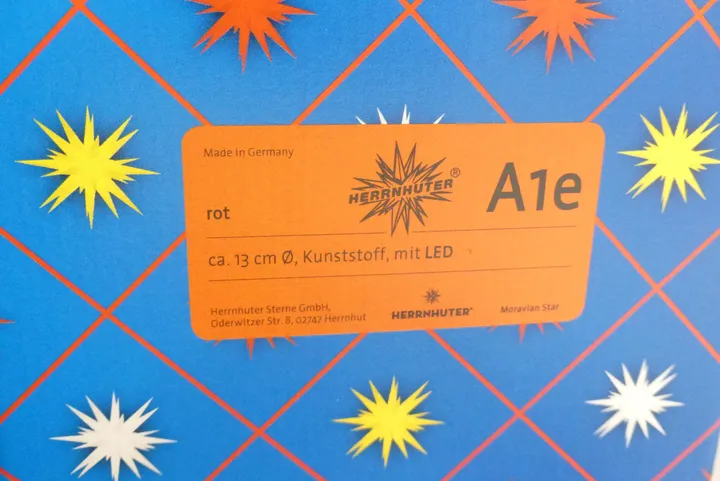 Made in Germany
HERRNHUTER®
A1e
rot
ca. 13 cm Ø, Kunststoff, mit LED
Herrnhuter Sterne GmbH,
Oderwitzer Str. 8, 02747 Herrnhut
HERRNHUTER®
Moravian Star